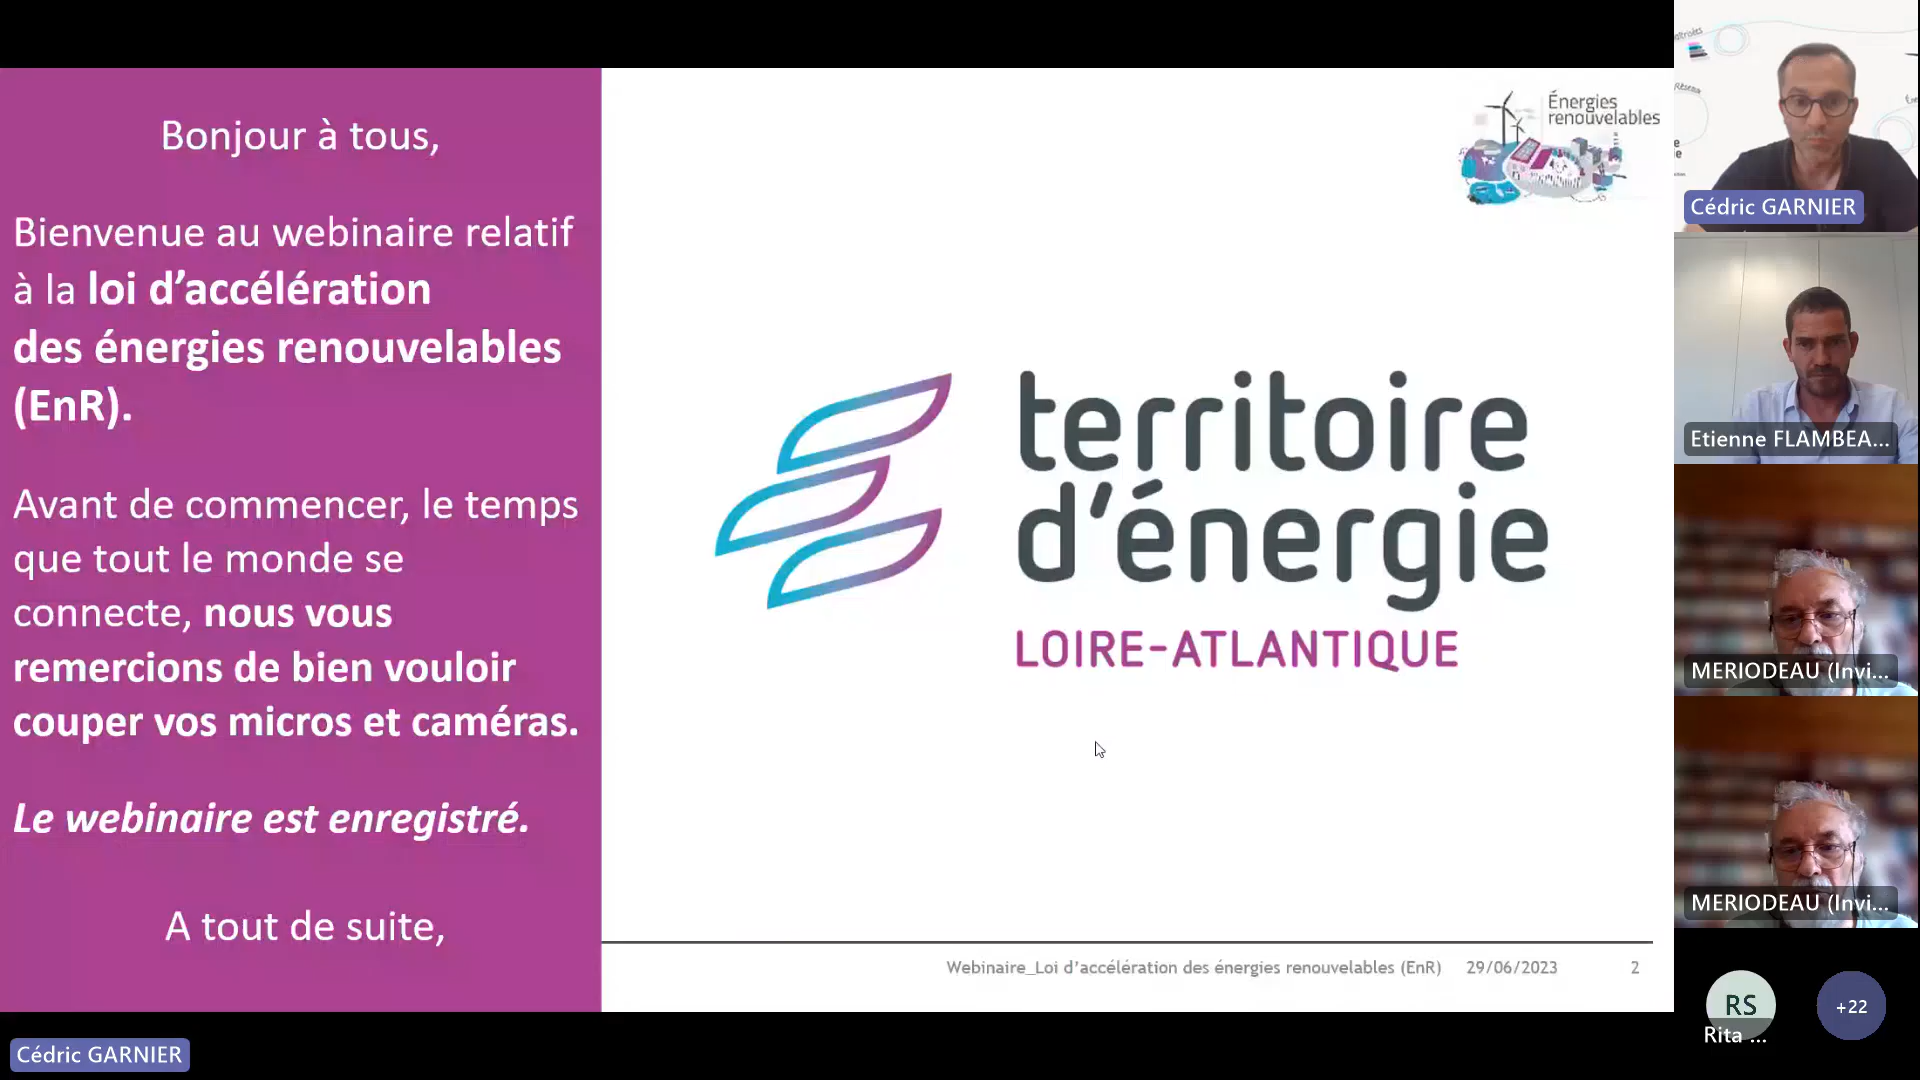 Bonjour à tous,
Bienvenue au webinaire relatif
à la loi d’accélération
des énergies renouvelables
(EnR).
Avant de commencer, le temps
que tout le monde se
connecte, nous vous
remercions de bien vouloir
couper vos micros et caméras.
Le webinaire est enregistré.
A tout de suite,
Énergies
renouvelables
territoire
d’énergie
LOIRE-ATLANTIQUE
Webinaire_Loi d’accélération des énergies renouvelables (EnR) 29/06/2023 2
Cédric GARNIER
Etienne FLAMBEA...
MERIODEAU (Invi...
MERIODEAU (Invi...
RS
Rita ...
+22
Cédric GARNIER